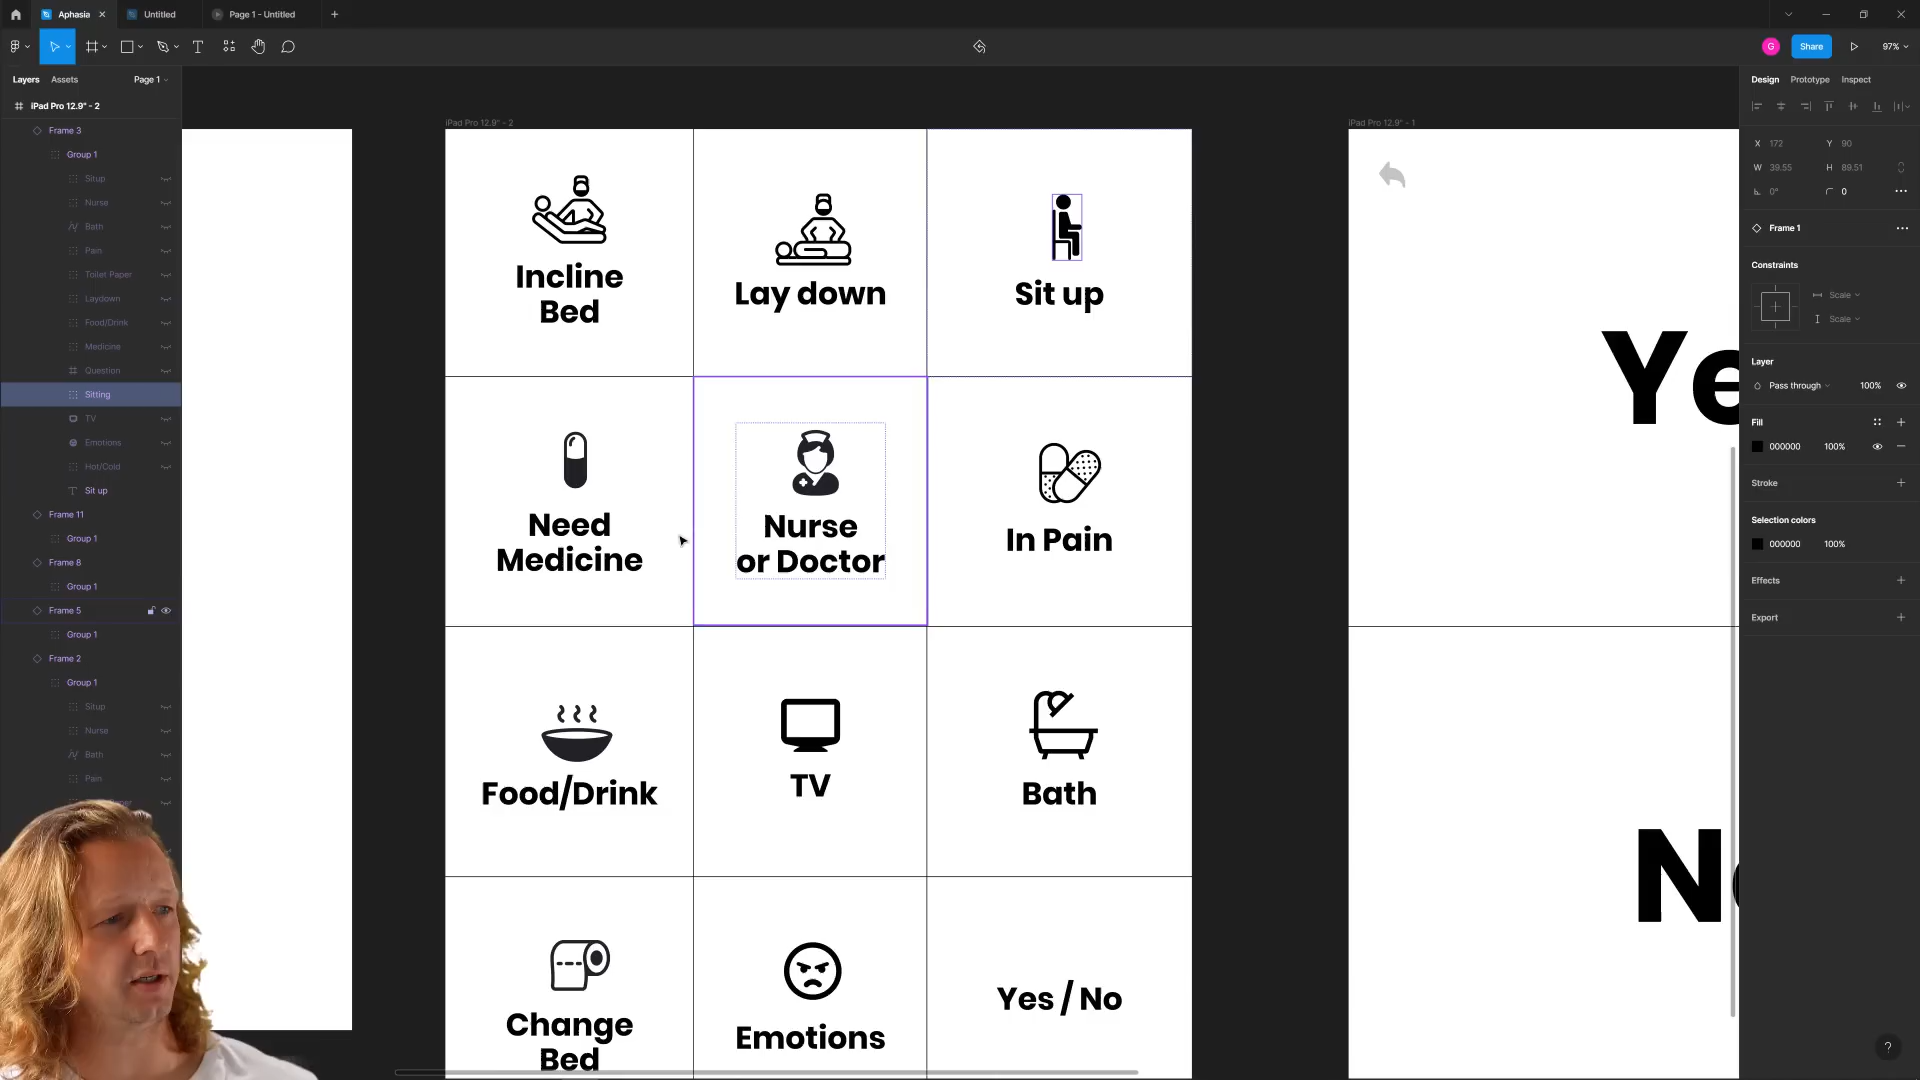 Aphasia
Untitled
Page 1 - Untitled
Share
97%
G
Layers
Assets
Page 1
Design
Prototype
Inspect
iPad Pro 12.9" - 2
Frame 3
Group 1
Situp
Nurse
Bath
Pain
Toilet Paper
Laydown
Food/Drink
Medicine
Question
Sitting
TV
Emotions
Hot/Cold
Sit up
Frame 11
Group 1
Frame 8
Group 1
Frame 5
Group 1
Frame 2
Group 1
Situp
Nurse
Bath
Pain
iPad Pro 12.9" - 2
Incline
Bed
Lay down
Sit up
Need
Medicine
Nurse
or Doctor
In Pain
Food/Drink
TV
Bath
Change
Bed
Emotions
Yes / No
iPad Pro 12.9" - 1
Ye
N
X 172
Y 90
W 39.55
H 89.51
0°
0
Frame 1
Constraints
Scale
Scale
Layer
Pass through
100%
Fill
000000
100%
Stroke
Selection colors
000000
100%
Effects
Export
?